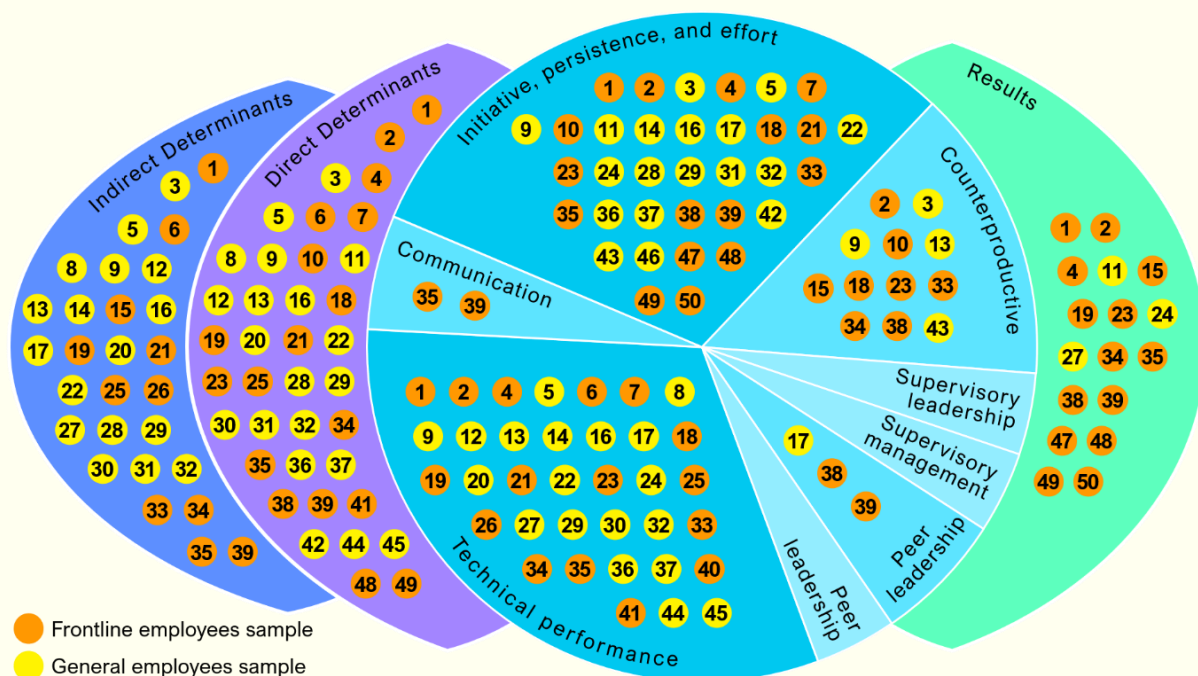 Indirect Determinants
1
3
5 6
8 9 12
13 14 15 16
17 19 20 21
22 25 26
27 28 29
30 31 32
33 34
35 39
Direct Determinants
1
2
3 4
5 6 7
8 9 10 11
12 13 16 18
19 20 21 22
23 25 28 29
30 31 32 34
35 36 37
38 39 41
42 44 45
48 49
Initiative, persistence, and effort
1 2 3 4 5 7
9 10 11 14 16 17 18 21 22
23 24 28 29 31 32 33
35 36 37 38 39 42
43 46 47 48
49 50
Communication
35 39
Technical performance
1 2 4 5 6 7 8
9 12 13 14 16 17 18
19 20 21 22 23 24 25
26 27 29 30 32 33
34 35 36 37 40
41 44 45
Counterproductive
2 3
9 10 13
15 18 23 33
34 38 43
Supervisory
leadership
Supervisory
management
Peer
leadership
17
38
39
Peer
leadership
Results
1 2
4 11 15
19 23 24
27 34 35
38 39
47 48
49 50
Frontline employees sample
General employees sample